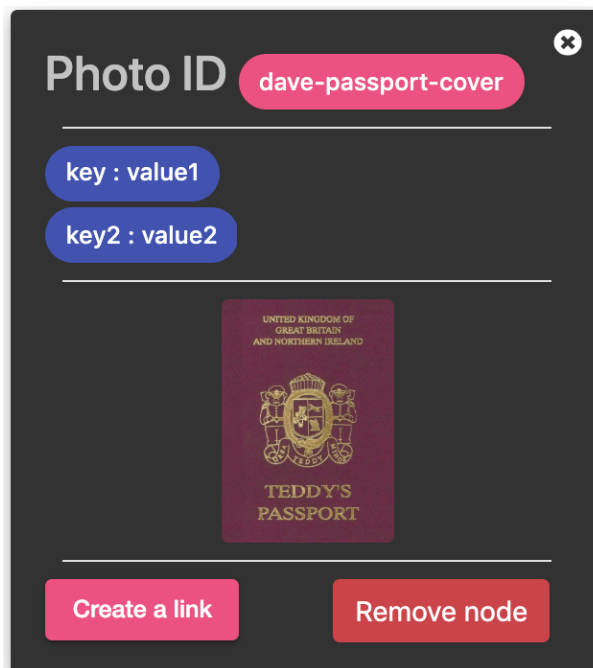 Photo ID dave-passport-cover
key : value1
key2 : value2
UNITED KINGDOM OF
GREAT BRITAIN
AND NORTHERN IRELAND
TEDDY
TEDDY'S
PASSPORT
Create a link
Remove node